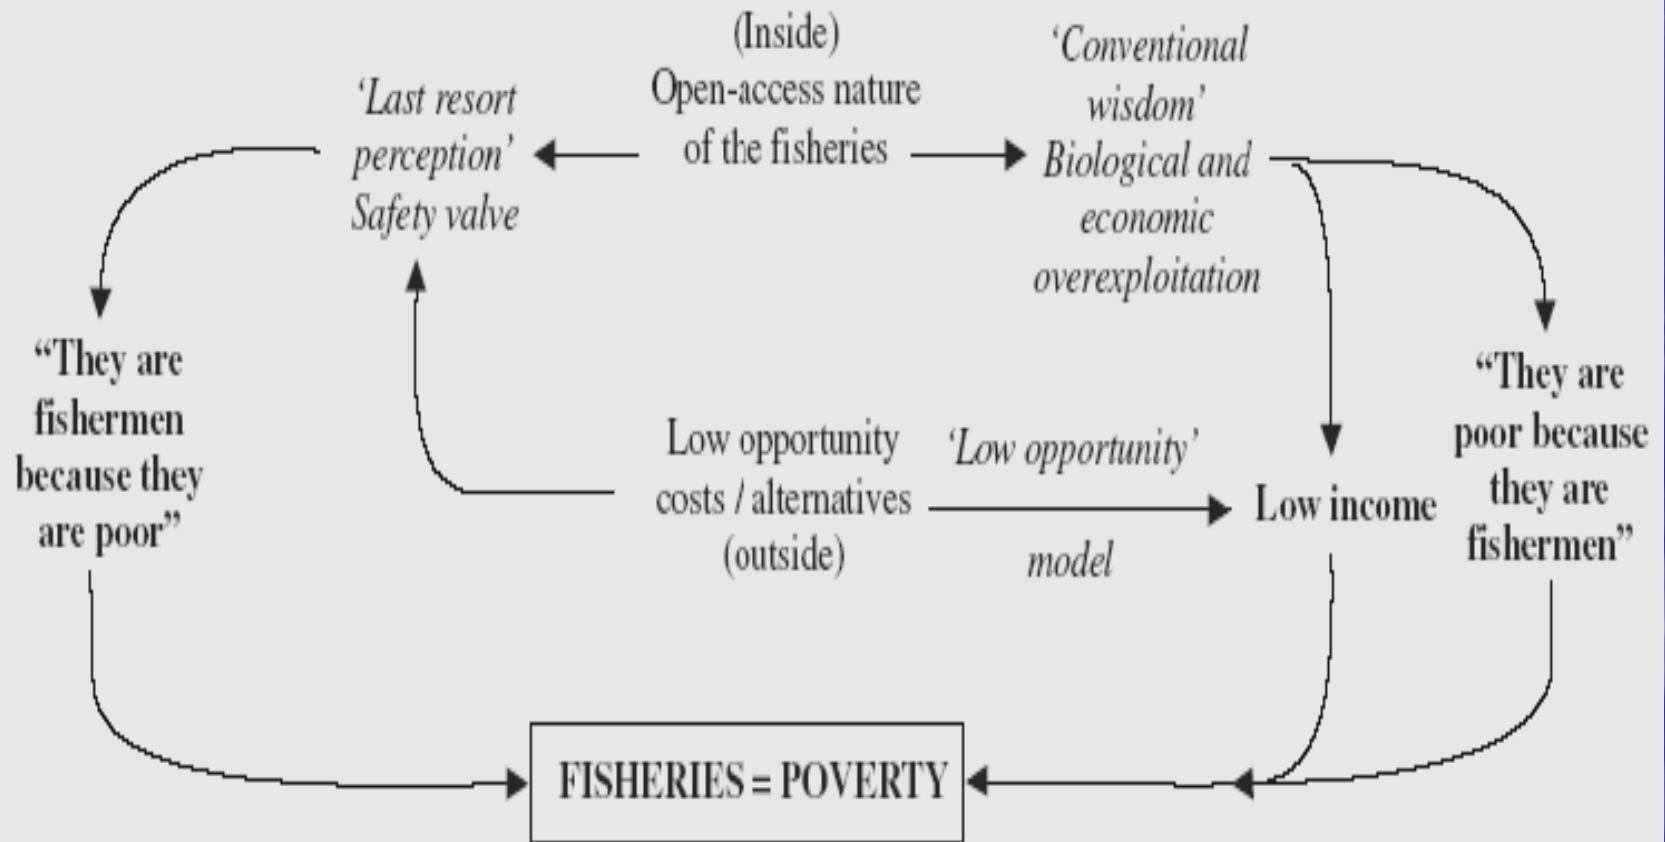 (Inside)
Open-access nature
of the fisheries
‘Last resort
perception’
Safety valve
‘Conventional
wisdom’
Biological and
economic
overexploitation
“They are
fishermen
because they
are poor”
Low opportunity
costs / alternatives
(outside)
‘Low opportunity’
model
Low income
“They are
poor because
they are
fishermen”
FISHERIES = POVERTY